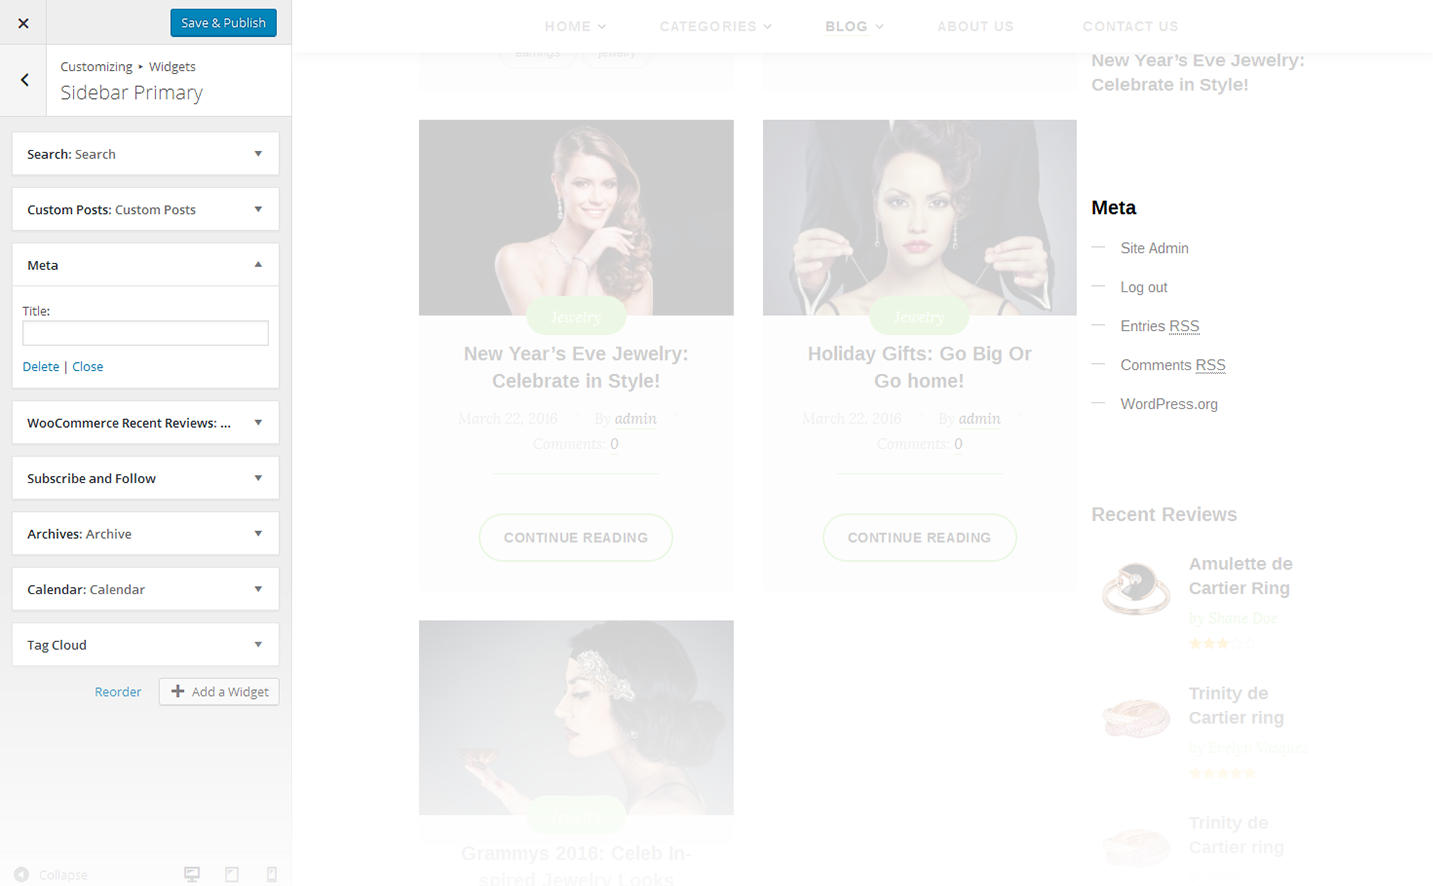 Save & Publish
Customizing ▸ Widgets
Sidebar Primary
Search: Search
Custom Posts: Custom Posts
Meta
Title:
Delete | Close
WooCommerce Recent Reviews: ...
Subscribe and Follow
Archives: Archive
Calendar: Calendar
Tag Cloud
Reorder
Add a Widget
Collapse
HOME
CATEGORIES
BLOG
ABOUT US
CONTACT US
earrings
jewelry
Jewelry
New Year’s Eve Jewelry:
Celebrate in Style!
March 22, 2016
By admin
Comments: 0
CONTINUE READING
Jewelry
Holiday Gifts: Go Big Or
Go home!
March 22, 2016
By admin
Comments: 0
CONTINUE READING
Jewelry
Grammys 2016: Celeb In-
spired Jewelry Looks
New Year’s Eve Jewelry:
Celebrate in Style!
Meta
Site Admin
Log out
Entries RSS
Comments RSS
WordPress.org
Recent Reviews
Amulette de
Cartier Ring
by Shane Doe
Trinity de
Cartier ring
by Evelyn Vasquez
Trinity de
Cartier ring